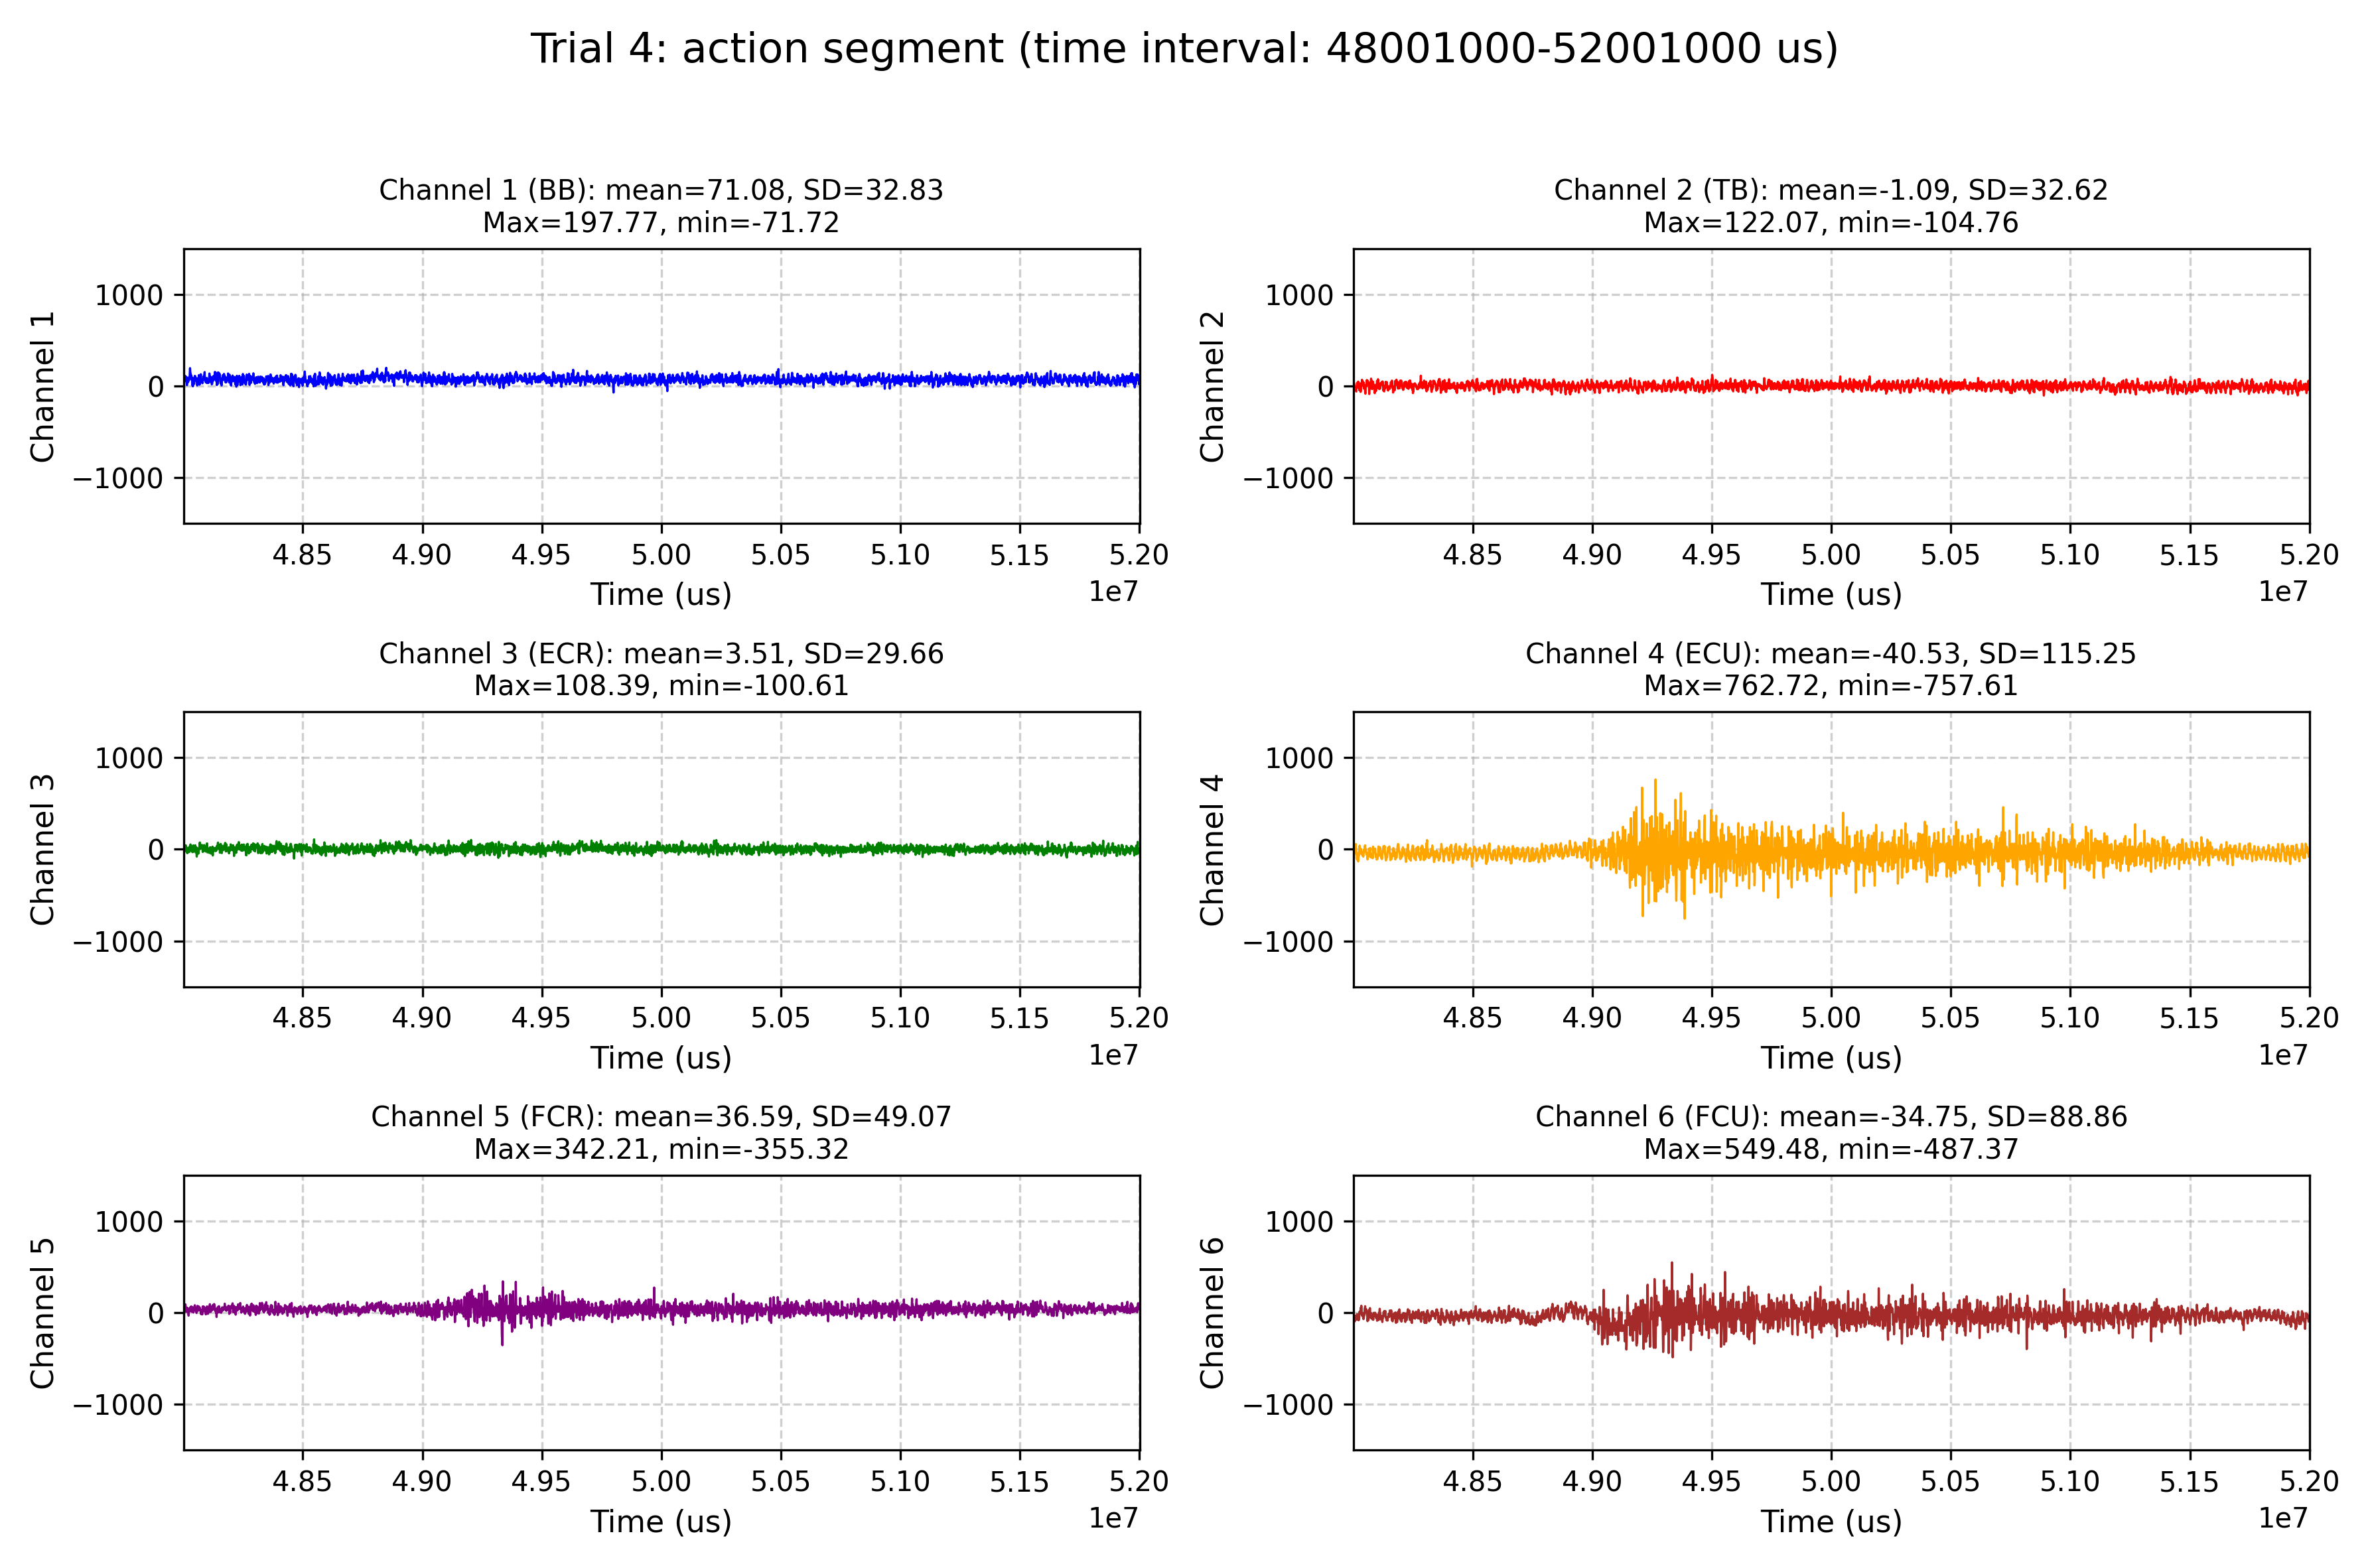 Trial 4: action segment (time interval: 48001000-52001000 us)
Channel 1 (BB): mean=71.08, SD=32.83
Max=197.77, min=-71.72
1000
0
−1000
Channel 1
4.85 4.90 4.95 5.00 5.05 5.10 5.15 5.20
1e7
Time (us)
Channel 2 (TB): mean=-1.09, SD=32.62
Max=122.07, min=-104.76
1000
0
−1000
Channel 2
4.85 4.90 4.95 5.00 5.05 5.10 5.15 5.20
1e7
Time (us)
Channel 3 (ECR): mean=3.51, SD=29.66
Max=108.39, min=-100.61
1000
0
−1000
Channel 3
4.85 4.90 4.95 5.00 5.05 5.10 5.15 5.20
1e7
Time (us)
Channel 4 (ECU): mean=-40.53, SD=115.25
Max=762.72, min=-757.61
1000
0
−1000
Channel 4
4.85 4.90 4.95 5.00 5.05 5.10 5.15 5.20
1e7
Time (us)
Channel 5 (FCR): mean=36.59, SD=49.07
Max=342.21, min=-355.32
1000
0
−1000
Channel 5
4.85 4.90 4.95 5.00 5.05 5.10 5.15 5.20
1e7
Time (us)
Channel 6 (FCU): mean=-34.75, SD=88.86
Max=549.48, min=-487.37
1000
0
−1000
Channel 6
4.85 4.90 4.95 5.00 5.05 5.10 5.15 5.20
1e7
Time (us)